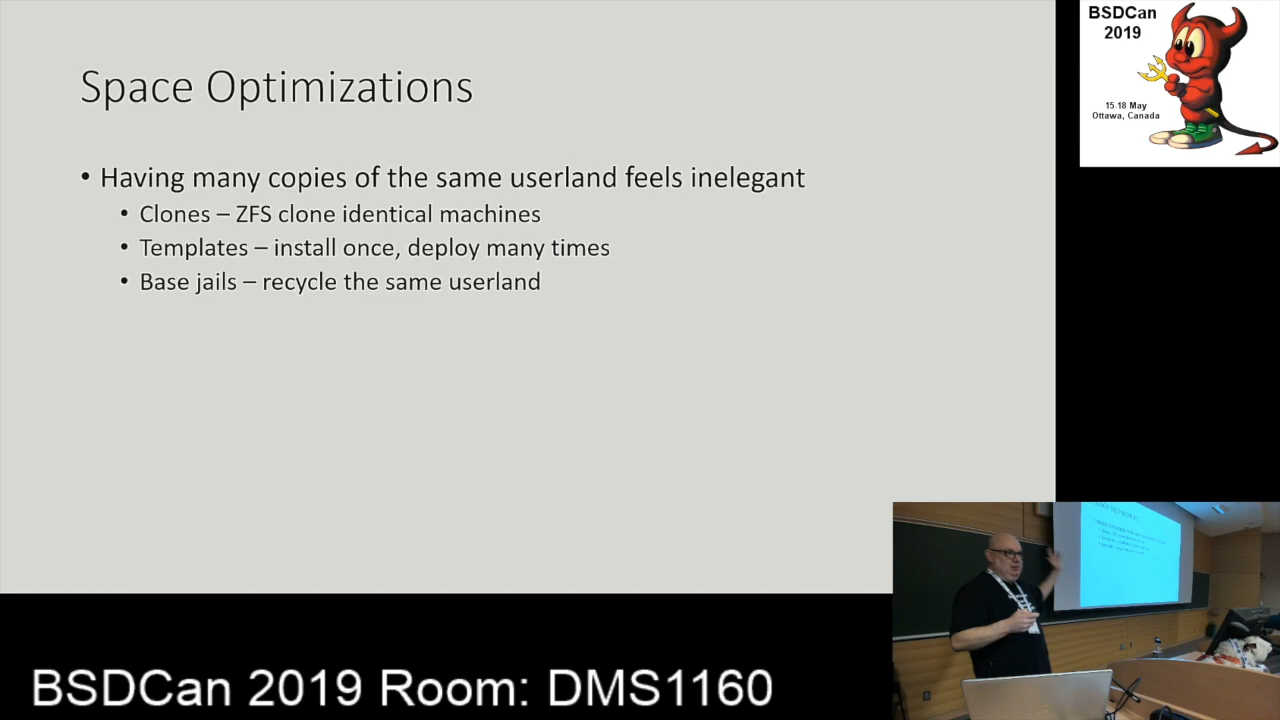 Space Optimizations
• Having many copies of the same userland feels inelegant
• Clones – ZFS clone identical machines
• Templates – install once, deploy many times
• Base jails – recycle the same userland
BSDCan
2019
15-18 May
Ottawa, Canada
BSDCan 2019 Room: DMS1160